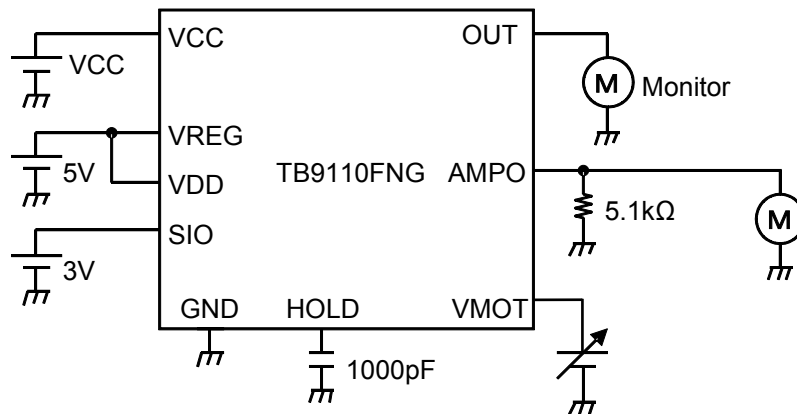 VCC
OUT
VCC
M
Monitor
VREG
TB9110FNG
AMPO
5V
VDD
5.1kΩ
M
SIO
3V
GND
HOLD
VMOT
1000pF